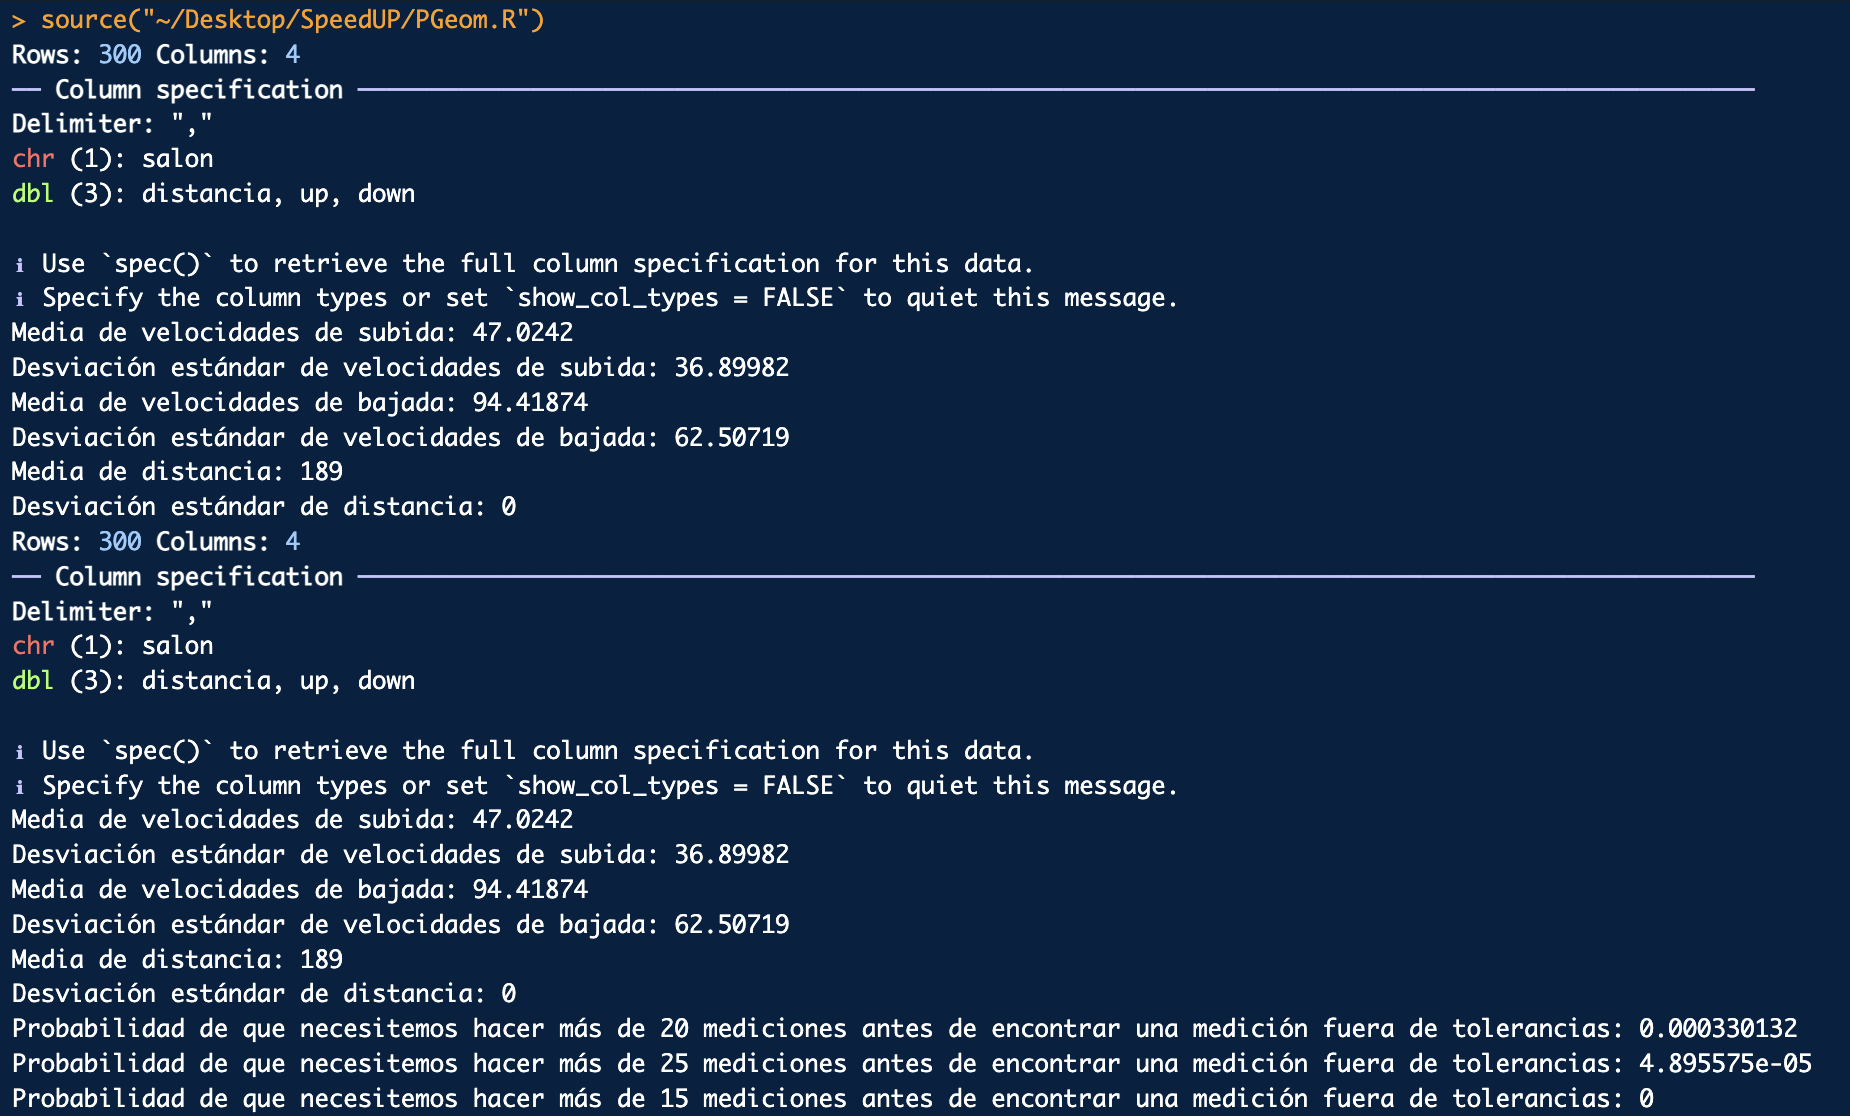 > source("~/Desktop/SpeedUP/PGeom.R")
Rows: 300 Columns: 4
── Column specification ─────────────────────────────────────────────────────────────────────────────────────────────────
Delimiter: ","
chr (1): salon
dbl (3): distancia, up, down
ℹ Use `spec()` to retrieve the full column specification for this data.
ℹ Specify the column types or set `show_col_types = FALSE` to quiet this message.
Media de velocidades de subida: 47.0242
Desviación estándar de velocidades de subida: 36.89982
Media de velocidades de bajada: 94.41874
Desviación estándar de velocidades de bajada: 62.50719
Media de distancia: 189
Desviación estándar de distancia: 0
Rows: 300 Columns: 4
── Column specification ─────────────────────────────────────────────────────────────────────────────────────────────────
Delimiter: ","
chr (1): salon
dbl (3): distancia, up, down
ℹ Use `spec()` to retrieve the full column specification for this data.
ℹ Specify the column types or set `show_col_types = FALSE` to quiet this message.
Media de velocidades de subida: 47.0242
Desviación estándar de velocidades de subida: 36.89982
Media de velocidades de bajada: 94.41874
Desviación estándar de velocidades de bajada: 62.50719
Media de distancia: 189
Desviación estándar de distancia: 0
Probabilidad de que necesitemos hacer más de 20 mediciones antes de encontrar una medición fuera de tolerancias: 0.000330132
Probabilidad de que necesitemos hacer más de 25 mediciones antes de encontrar una medición fuera de tolerancias: 4.895575e-05
Probabilidad de que necesitemos hacer más de 15 mediciones antes de encontrar una medición fuera de tolerancias: 0